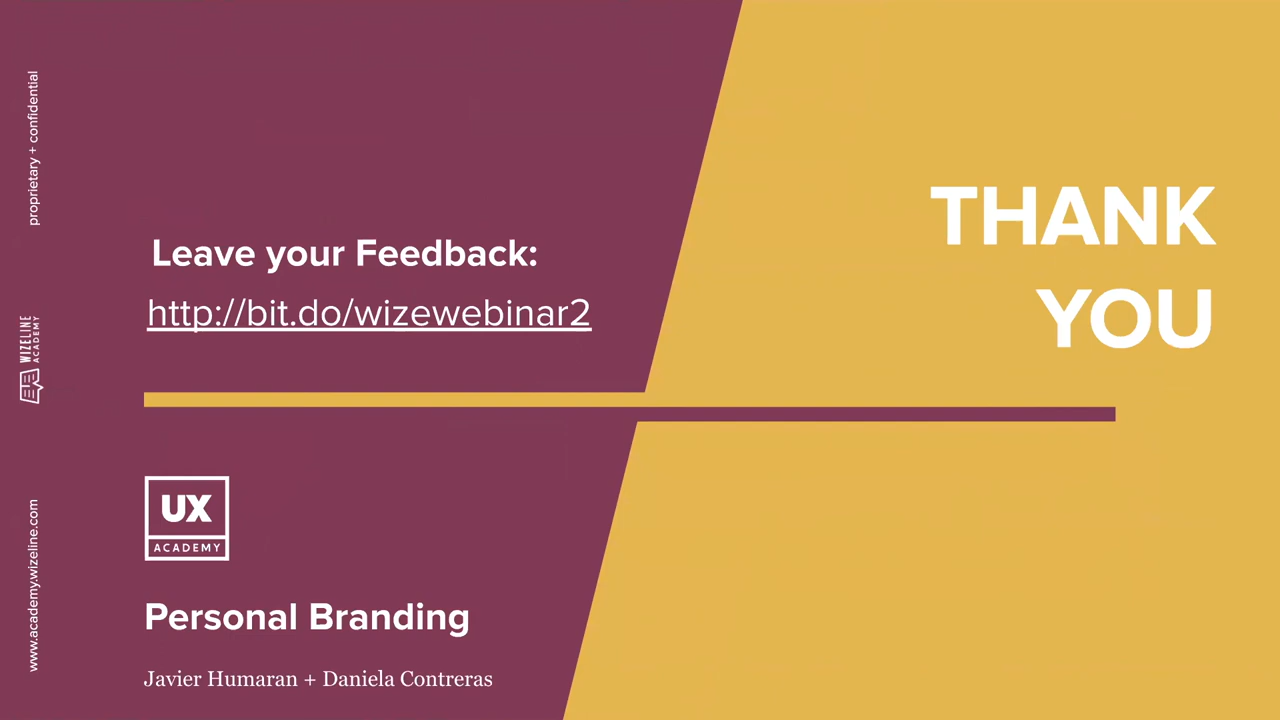 proprietary + confidential
WIZELINE
ACADEMY
www.academy.wizeline.com
Leave your Feedback:
http://bit.do/wizewebinar2
THANK
YOU
UX
ACADEMY
Personal Branding
Javier Humaran + Daniela Contreras